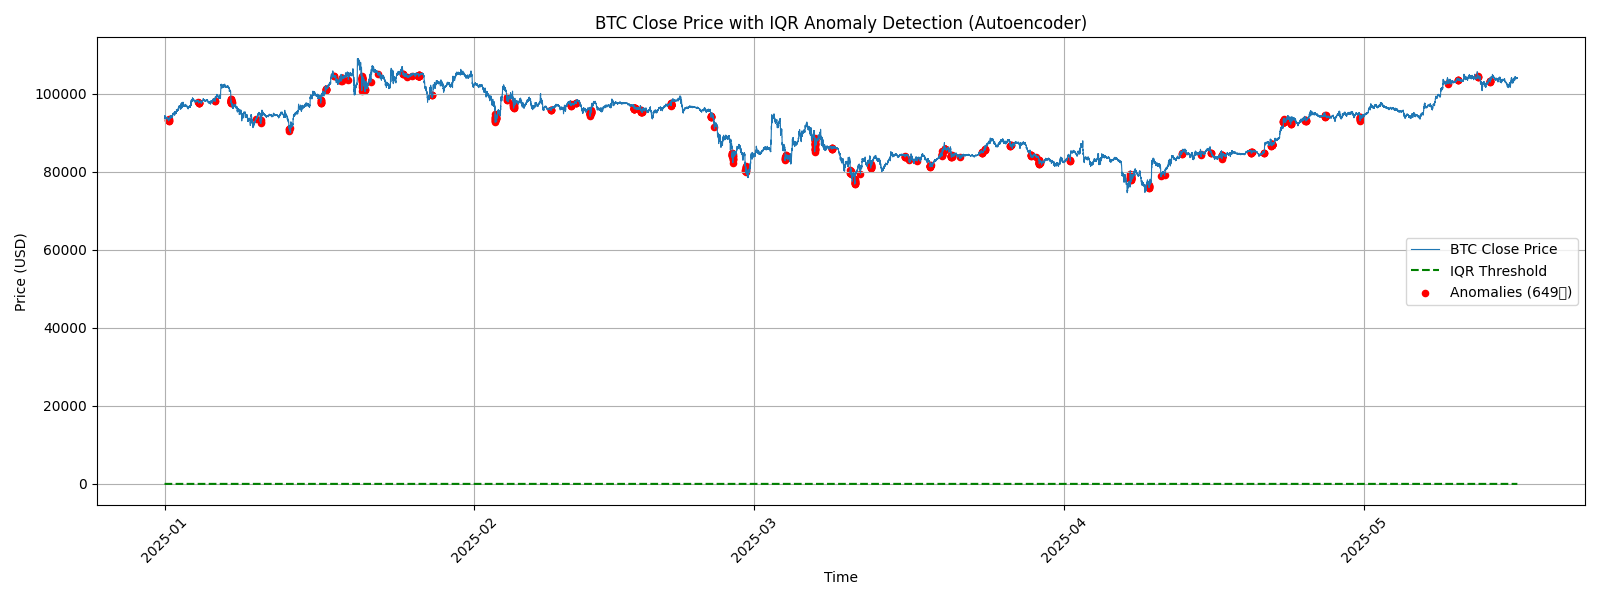 BTC Close Price with IQR Anomaly Detection (Autoencoder)
Price (USD)
100000
80000
60000
40000
20000
0
BTC Close Price
IQR Threshold
Anomalies (649▯)
2025-01
2025-02
2025-03
2025-04
2025-05
Time